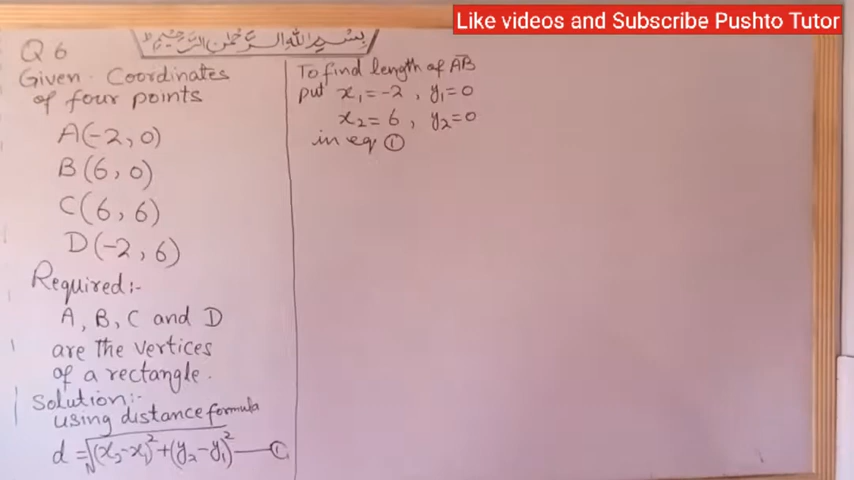 Like videos and Subscribe Pushto Tutor
بسم الله الرحمن الرحيم
Q 6
Given. Coordinates
of four points
A(-2, 0)
B(6, 0)
C(6, 6)
D(-2, 6)
Required:-
A, B, C and D
are the vertices
of a rectangle.
Solution:-
using distance formula
d = √(x₂-x₁)²+(y₂-y₁)² —①
To find length of A̅B̅
put x₁=-2, y₁=0
x₂=6, y₂=0
in eq ①